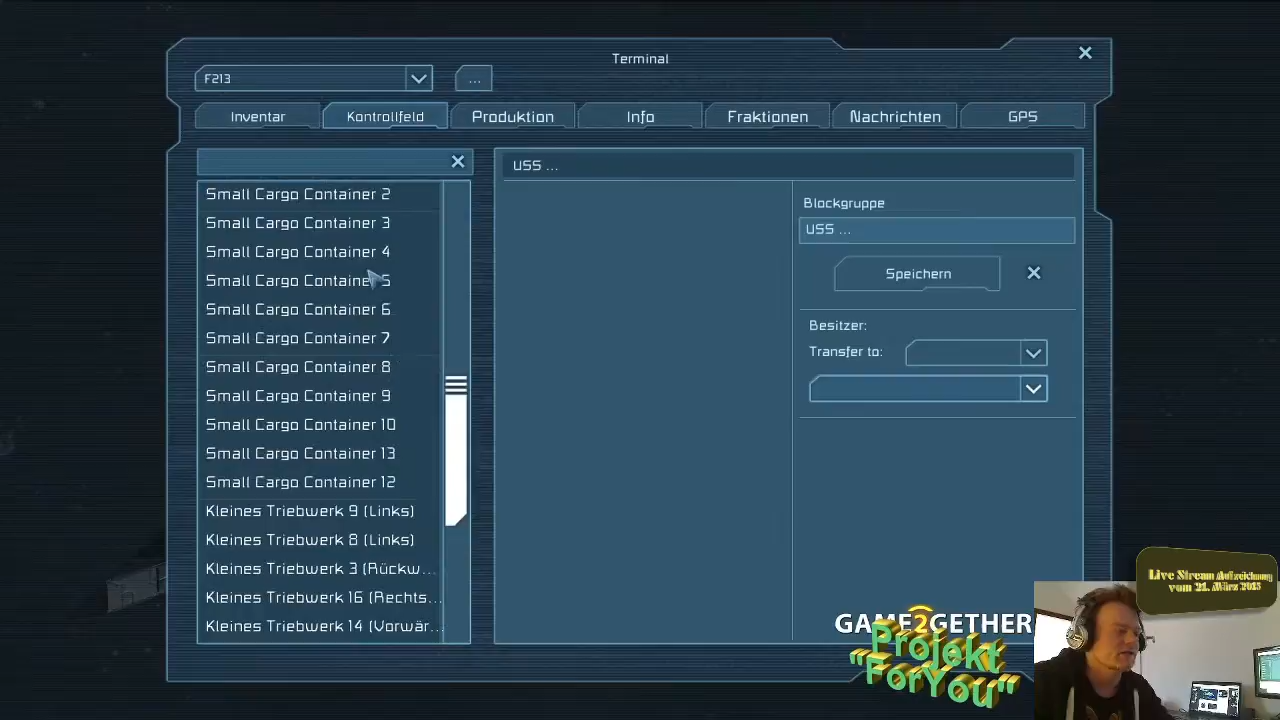 Terminal
F213
...
Inventar
Kontrollfeld
Produktion
Info
Fraktionen
Nachrichten
GPS
Small Cargo Container 2
Small Cargo Container 3
Small Cargo Container 4
Small Cargo Container 5
Small Cargo Container 6
Small Cargo Container 7
Small Cargo Container 8
Small Cargo Container 9
Small Cargo Container 10
Small Cargo Container 13
Small Cargo Container 12
Kleines Triebwerk 9 (Links)
Kleines Triebwerk 8 (Links)
Kleines Triebwerk 3 (Rückw...
Kleines Triebwerk 16 (Rechts...
Kleines Triebwerk 14 (Vorwär...
USS ...
Blockgruppe
USS ...
Speichern
Besitzer:
Transfer to:
Live Stream Aufzeichnung
vom 21. März 2015
GAME2GETHER
Projekt
"ForYou"